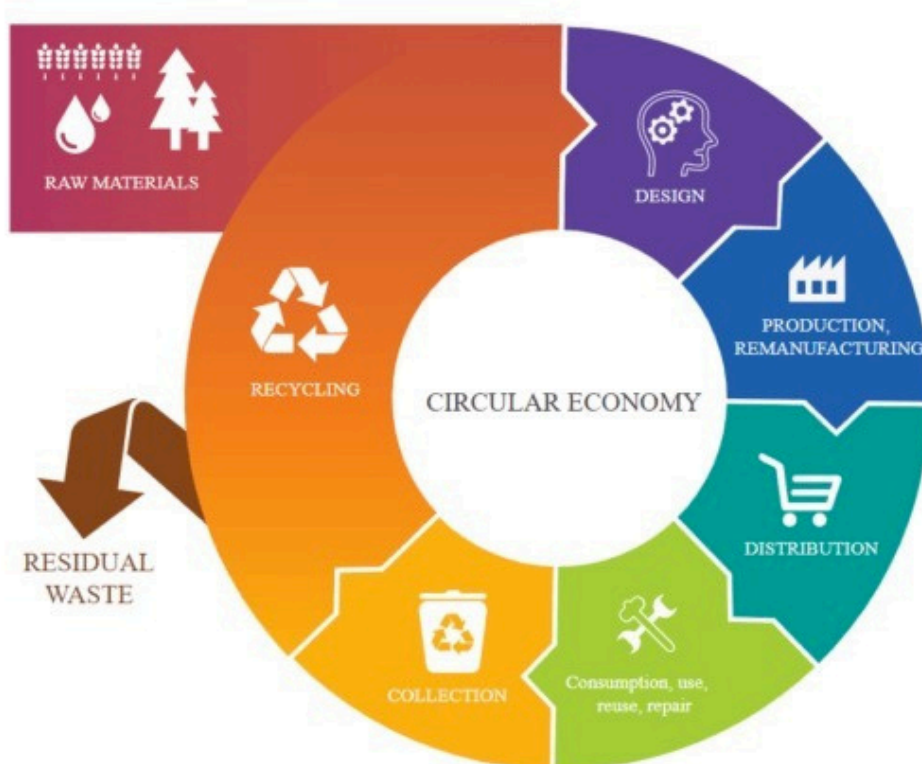 RAW MATERIALS
DESIGN
PRODUCTION,
REMANUFACTURING
RECYCLING
CIRCULAR ECONOMY
DISTRIBUTION
RESIDUAL
WASTE
COLLECTION
Consumption, use,
reuse, repair